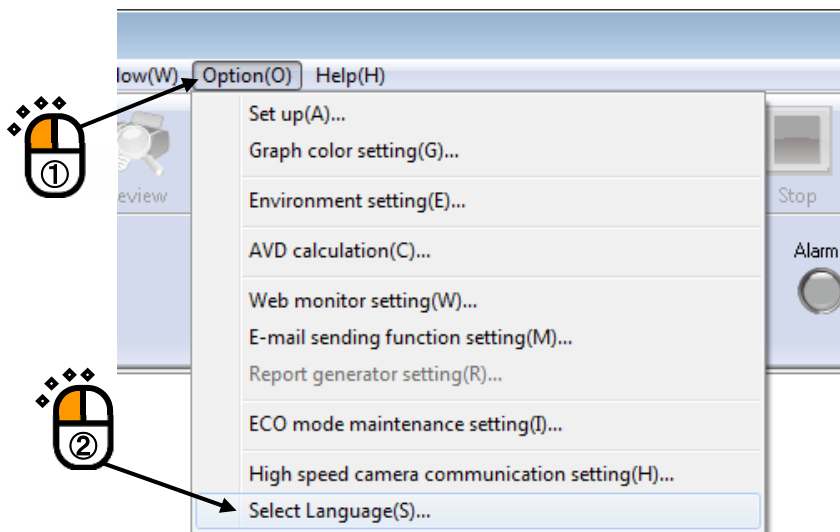 low(W) Option(O) Help(H)
①
Set up(A)...
Graph color setting(G)...
eview
Stop
Environment setting(E)...
AVD calculation(C)...
Alarm
Web monitor setting(W)...
E-mail sending function setting(M)...
Report generator setting(R)...
ECO mode maintenance setting(I)...
②
High speed camera communication setting(H)...
Select Language(S)...